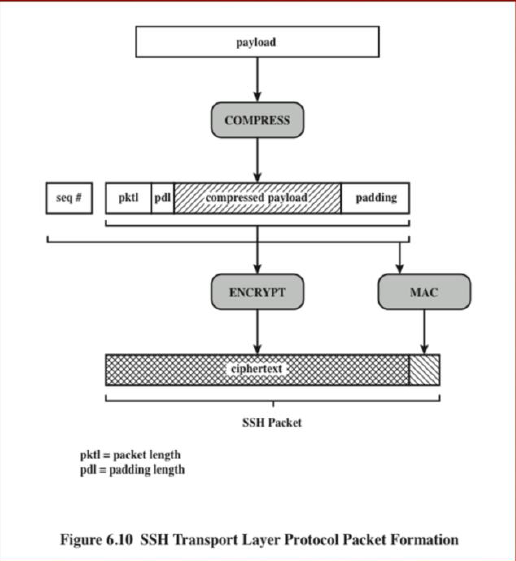 payload
COMPRESS
seq # pktl pdl compressed payload padding
ENCRYPT MAC
ciphertext
SSH Packet
pktl = packet length
pdl = padding length
Figure 6.10 SSH Transport Layer Protocol Packet Formation